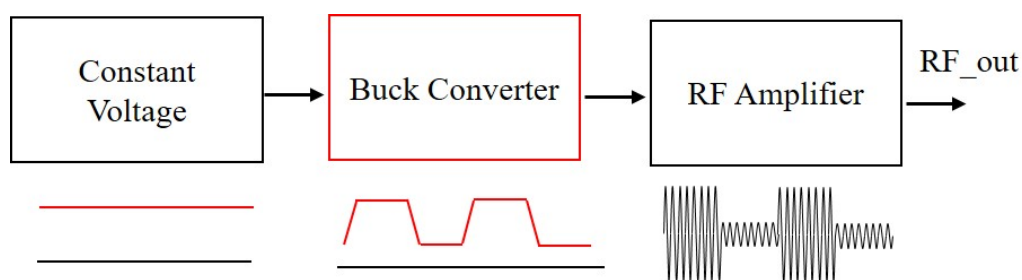 Constant
Voltage
Buck Converter
RF Amplifier
RF_out